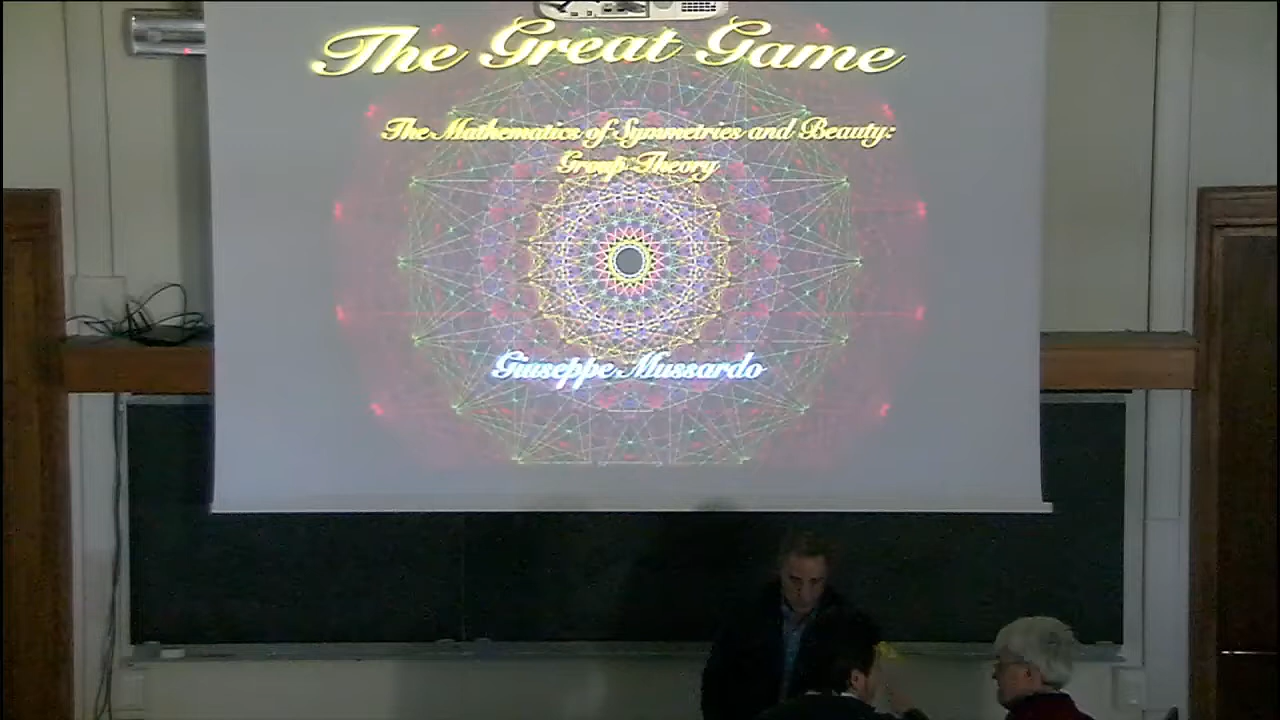 The Great Game
The Mathematics of Symmetries and Beauty:
Group Theory
Giuseppe Mussardo